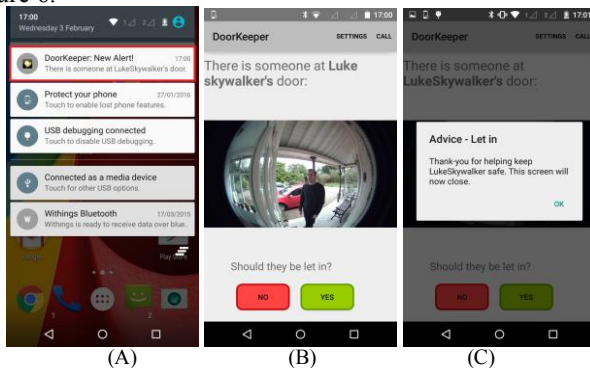 17:00
Wednesday 3 February
DoorKeeper: New Alert! 17:00
There is someone at LukeSkywalker's door.
Protect your phone 27/01/2016
Touch to enable lost phone features.
USB debugging connected
Touch to disable USB debugging.
Connected as a media device
Touch for other USB options.
W
Withings Bluetooth 17/03/2015
Withings is ready to receive data over blue.
1
2
(A)
17:00
DoorKeeper SETTINGS CALL
There is someone at Luke
skywalker's door:
Should they be let in?
NO YES
(B)
17:01
DoorKeeper SETTINGS CALL
There is someone at
LukeSkywalker's door:
Advice - Let in
Thank-you for helping keep
LukeSkywalker safe. This screen will
now close.
OK
Should they be let in?
NO YES
(C)